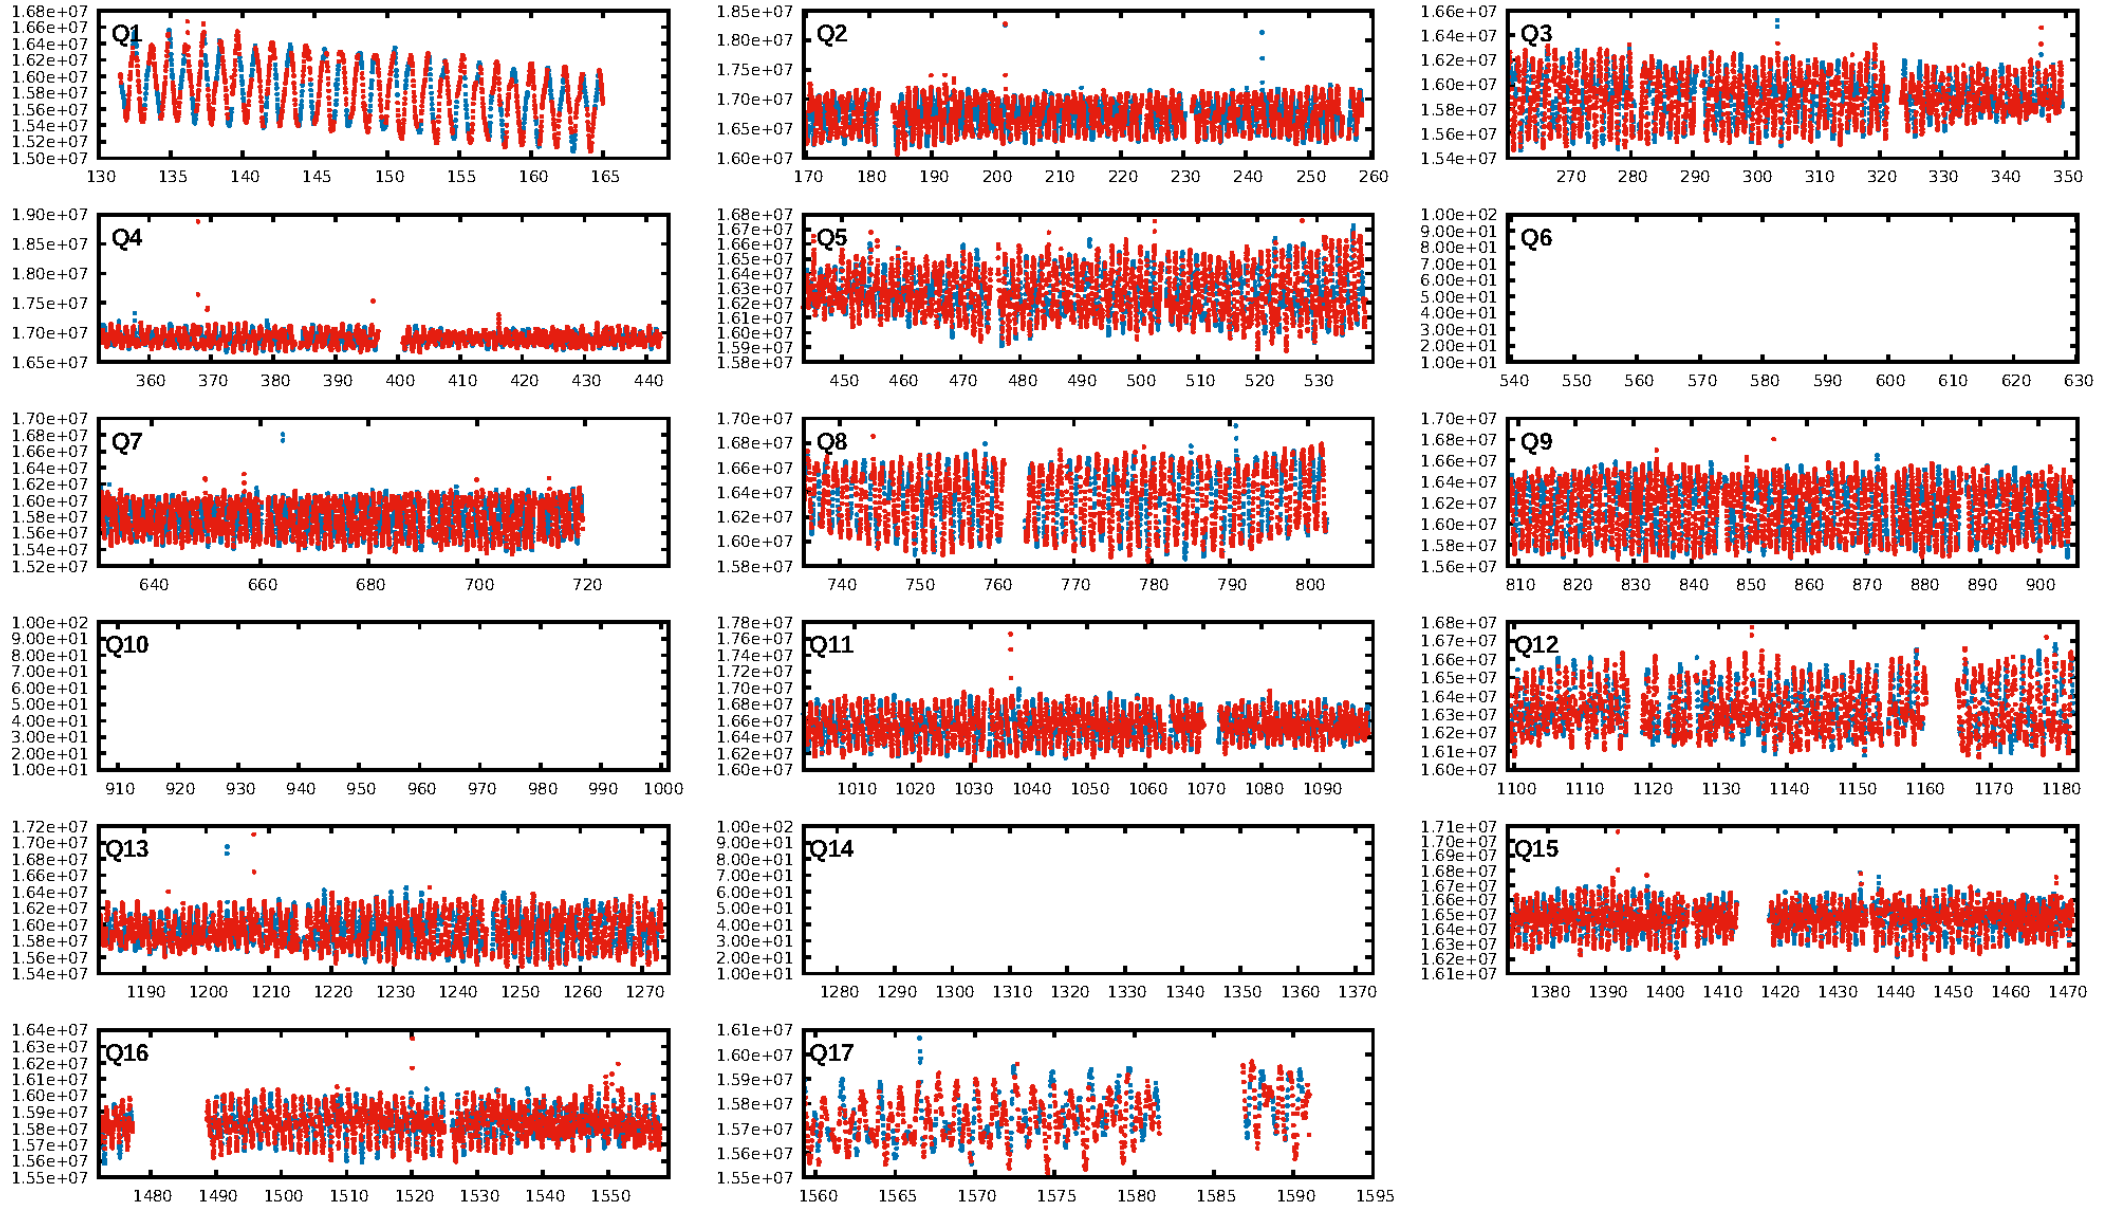 Q1
1.68e+07
1.66e+07
1.64e+07
1.62e+07
1.60e+07
1.58e+07
1.56e+07
1.54e+07
1.52e+07
1.50e+07
130 135 140 145 150 155 160 165
Q2
1.85e+07
1.80e+07
1.75e+07
1.70e+07
1.65e+07
1.60e+07
170 180 190 200 210 220 230 240 250 260
Q3
1.66e+07
1.64e+07
1.62e+07
1.60e+07
1.58e+07
1.56e+07
1.54e+07
270 280 290 300 310 320 330 340 350
Q4
1.90e+07
1.85e+07
1.80e+07
1.75e+07
1.70e+07
1.65e+07
360 370 380 390 400 410 420 430 440
Q5
1.68e+07
1.67e+07
1.66e+07
1.65e+07
1.64e+07
1.63e+07
1.62e+07
1.61e+07
1.60e+07
1.59e+07
1.58e+07
450 460 470 480 490 500 510 520 530
Q6
1.00e+02
9.00e+01
8.00e+01
7.00e+01
6.00e+01
5.00e+01
4.00e+01
3.00e+01
2.00e+01
1.00e+01
540 550 560 570 580 590 600 610 620 630
Q7
1.70e+07
1.68e+07
1.66e+07
1.64e+07
1.62e+07
1.60e+07
1.58e+07
1.56e+07
1.54e+07
1.52e+07
640 660 680 700 720
Q8
1.70e+07
1.68e+07
1.66e+07
1.64e+07
1.62e+07
1.60e+07
1.58e+07
740 750 760 770 780 790 800
Q9
1.70e+07
1.68e+07
1.66e+07
1.64e+07
1.62e+07
1.60e+07
1.58e+07
1.56e+07
810 820 830 840 850 860 870 880 890 900
Q10
1.00e+02
9.00e+01
8.00e+01
7.00e+01
6.00e+01
5.00e+01
4.00e+01
3.00e+01
2.00e+01
1.00e+01
910 920 930 940 950 960 970 980 990 1000
Q11
1.78e+07
1.76e+07
1.74e+07
1.72e+07
1.70e+07
1.68e+07
1.66e+07
1.64e+07
1.62e+07
1.60e+07
1010 1020 1030 1040 1050 1060 1070 1080 1090
Q12
1.68e+07
1.67e+07
1.66e+07
1.65e+07
1.64e+07
1.63e+07
1.62e+07
1.61e+07
1.60e+07
1100 1110 1120 1130 1140 1150 1160 1170 1180
Q13
1.72e+07
1.70e+07
1.68e+07
1.66e+07
1.64e+07
1.62e+07
1.60e+07
1.58e+07
1.56e+07
1.54e+07
1190 1200 1210 1220 1230 1240 1250 1260 1270
Q14
1.00e+02
9.00e+01
8.00e+01
7.00e+01
6.00e+01
5.00e+01
4.00e+01
3.00e+01
2.00e+01
1.00e+01
1280 1290 1300 1310 1320 1330 1340 1350 1360 1370
Q15
1.71e+07
1.70e+07
1.69e+07
1.68e+07
1.67e+07
1.66e+07
1.65e+07
1.64e+07
1.63e+07
1.62e+07
1.61e+07
1380 1390 1400 1410 1420 1430 1440 1450 1460 1470
Q16
1.64e+07
1.63e+07
1.62e+07
1.61e+07
1.60e+07
1.59e+07
1.58e+07
1.57e+07
1.56e+07
1.55e+07
1480 1490 1500 1510 1520 1530 1540 1550
Q17
1.61e+07
1.60e+07
1.59e+07
1.58e+07
1.57e+07
1.56e+07
1.55e+07
1560 1565 1570 1575 1580 1585 1590 1595